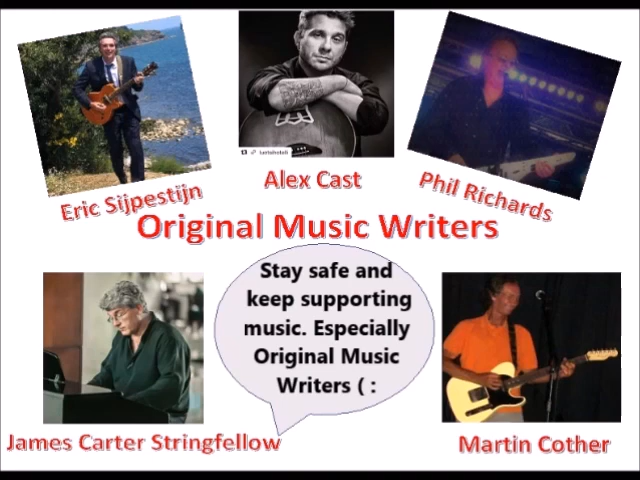 Eric Sijpestijn
Alex Cast
Phil Richards
Original Music Writers
Stay safe and
keep supporting
music. Especially
Original Music
Writers ( :
James Carter Stringfellow
Martin Cother